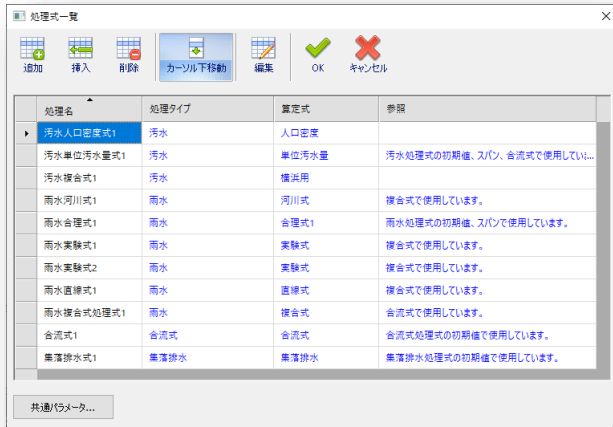 処理式一覧
追加 挿入 削除 カーソル下移動 編集 OK キャンセル
処理名 処理タイプ 算定式 参照
汚水人口密度式1 汚水 人口密度
汚水単位汚水量式1 汚水 単位汚水量 汚水処理式の初期値、スパン、合流式で使用してい...
汚水複合式1 汚水 横浜用
雨水河川式1 雨水 河川式 複合式で使用しています。
雨水合理式1 雨水 合理式1 雨水処理式の初期値、スパンで使用しています。
雨水実験式1 雨水 実験式 複合式で使用しています。
雨水実験式2 雨水 実験式 複合式で使用しています。
雨水直線式1 雨水 直線式 複合式で使用しています。
雨水複合式処理式1 雨水 複合式 合流式で使用しています。
合流式1 合流式 合流式 合流式処理式の初期値で使用しています。
集落排水式1 集落排水 集落排水 集落排水処理式の初期値で使用しています。
共通パラメータ...